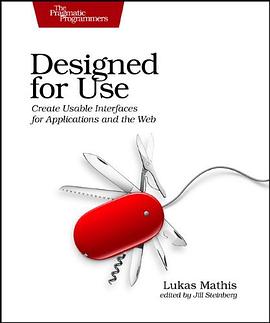 The
Pragmatic
Programmers
Designed
for Use
Create Usable Interfaces
for Applications and the Web
Lukas Mathis
edited by Jill Steinberg